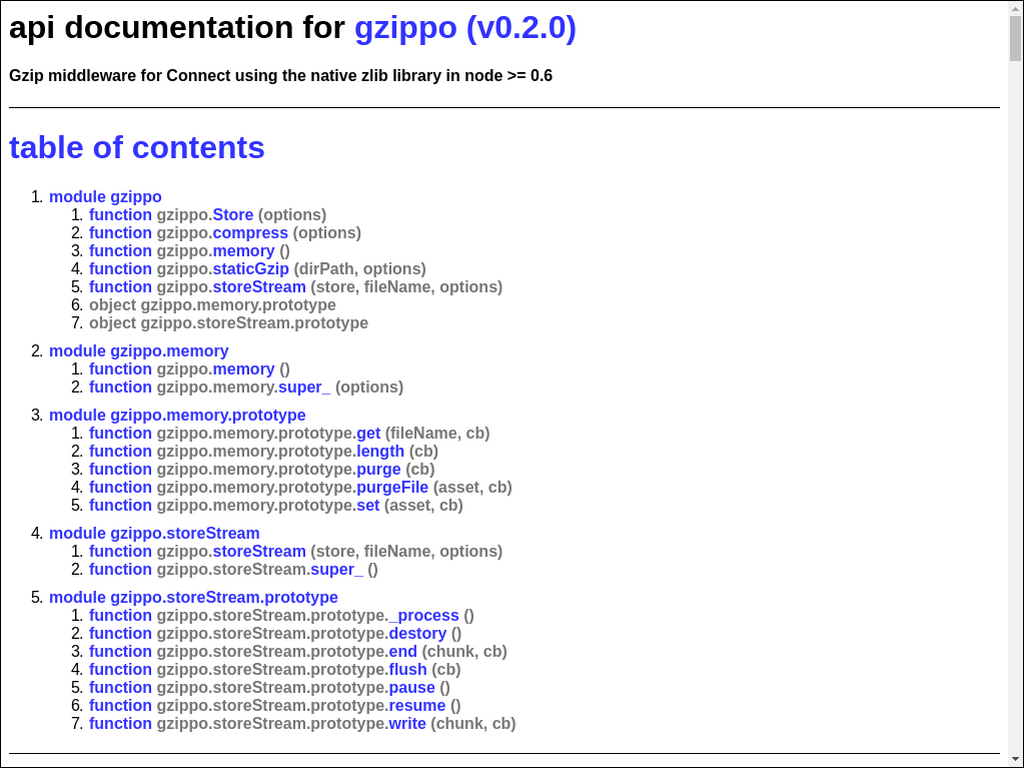 api documentation for gzippo (v0.2.0)
Gzip middleware for Connect using the native zlib library in node >= 0.6
table of contents
1. module gzippo
1. function gzippo.Store (options)
2. function gzippo.compress (options)
3. function gzippo.memory ()
4. function gzippo.staticGzip (dirPath, options)
5. function gzippo.storeStream (store, fileName, options)
6. object gzippo.memory.prototype
7. object gzippo.storeStream.prototype
2. module gzippo.memory
1. function gzippo.memory ()
2. function gzippo.memory.super_ (options)
3. module gzippo.memory.prototype
1. function gzippo.memory.prototype.get (fileName, cb)
2. function gzippo.memory.prototype.length (cb)
3. function gzippo.memory.prototype.purge (cb)
4. function gzippo.memory.prototype.purgeFile (asset, cb)
5. function gzippo.memory.prototype.set (asset, cb)
4. module gzippo.storeStream
1. function gzippo.storeStream (store, fileName, options)
2. function gzippo.storeStream.super_ ()
5. module gzippo.storeStream.prototype
1. function gzippo.storeStream.prototype._process ()
2. function gzippo.storeStream.prototype.destory ()
3. function gzippo.storeStream.prototype.end (chunk, cb)
4. function gzippo.storeStream.prototype.flush (cb)
5. function gzippo.storeStream.prototype.pause ()
6. function gzippo.storeStream.prototype.resume ()
7. function gzippo.storeStream.prototype.write (chunk, cb)